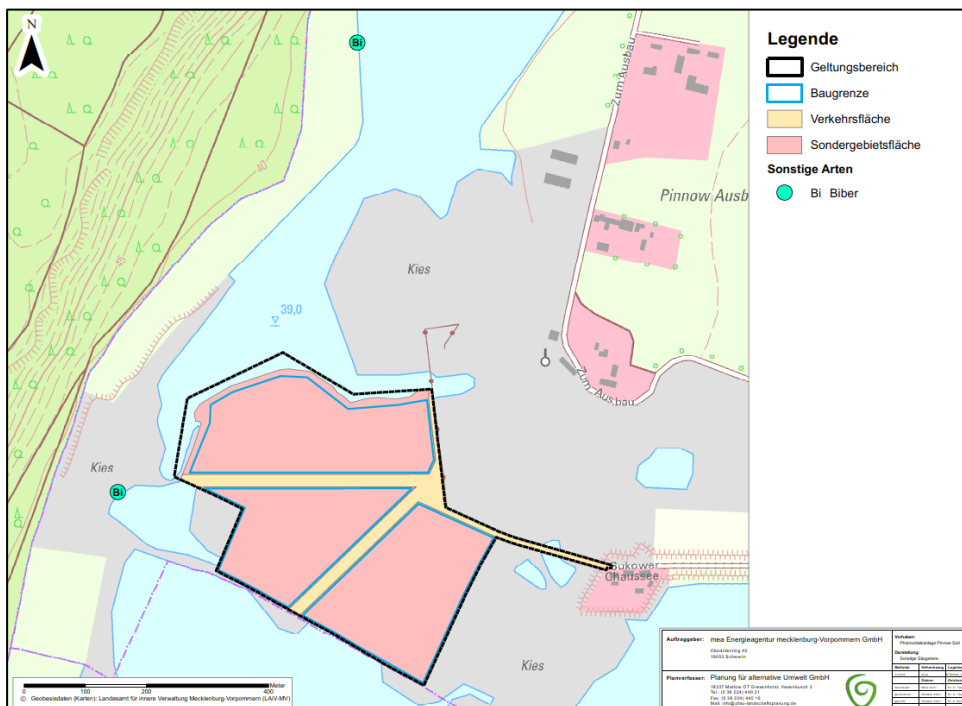 N
Bi
Zum Ausbau
40
Pinnow Ausb
Kies
39,0
45
Zum Ausbau
Kies
Bi
Bukower
Chaussee
Kies
0 100 200 400 Meter
© Geobasisdaten (Karten): Landesamt für innere Verwaltung Mecklenburg-Vorpommern (LAiV-MV)
Legende
Geltungsbereich
Baugrenze
Verkehrsfläche
Sondergebietsfläche
Sonstige Arten
Bi Biber
Auftraggeber: mea Energieagentur mecklenburg-Vorpommern GmbH
Planverfasser: Planung für alternative Umwelt GmbH
Vorhaben:
Photovoltaikanlage Pinnow Süd
Darstellung:
Sonstige Säugetiere